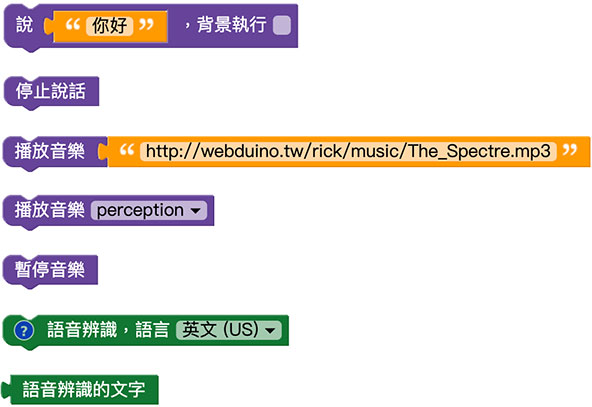 說 “ 你好 ” ，背景執行
停止說話
播放音樂 “ http://webduino.tw/rick/music/The_Spectre.mp3 ”
播放音樂 perception
暫停音樂
? 語音辨識，語言 英文 (US)
語音辨識的文字